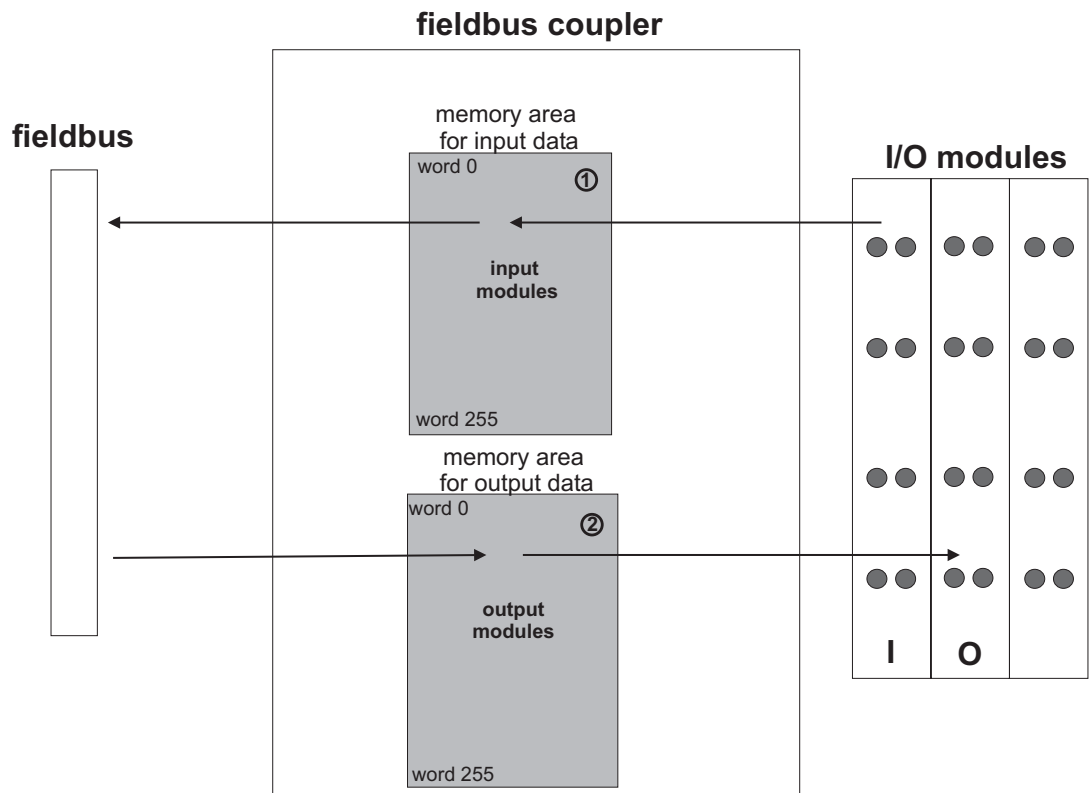 fieldbus coupler
fieldbus
memory area
for input data
word 0
①
input
modules
word 255
I/O modules
memory area
for output data
word 0
②
output
modules
word 255
I
O